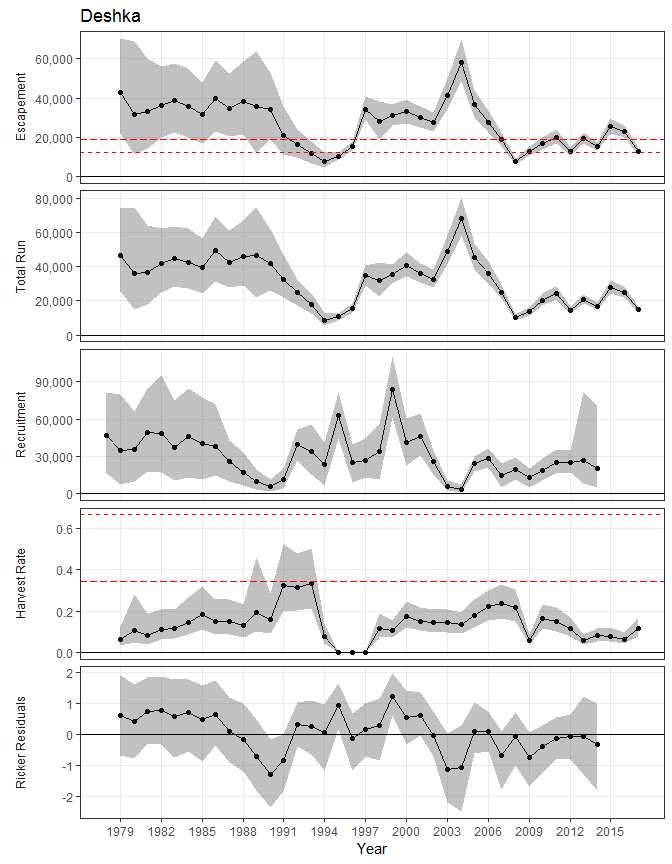 Deshka
Escapement
60,000
40,000
20,000
0
Total Run
80,000
60,000
40,000
20,000
0
Recruitment
90,000
60,000
30,000
0
Harvest Rate
0.6
0.4
0.2
0.0
Ricker Residuals
2
1
0
-1
-2
1979 1982 1985 1988 1991 1994 1997 2000 2003 2006 2009 2012 2015
Year